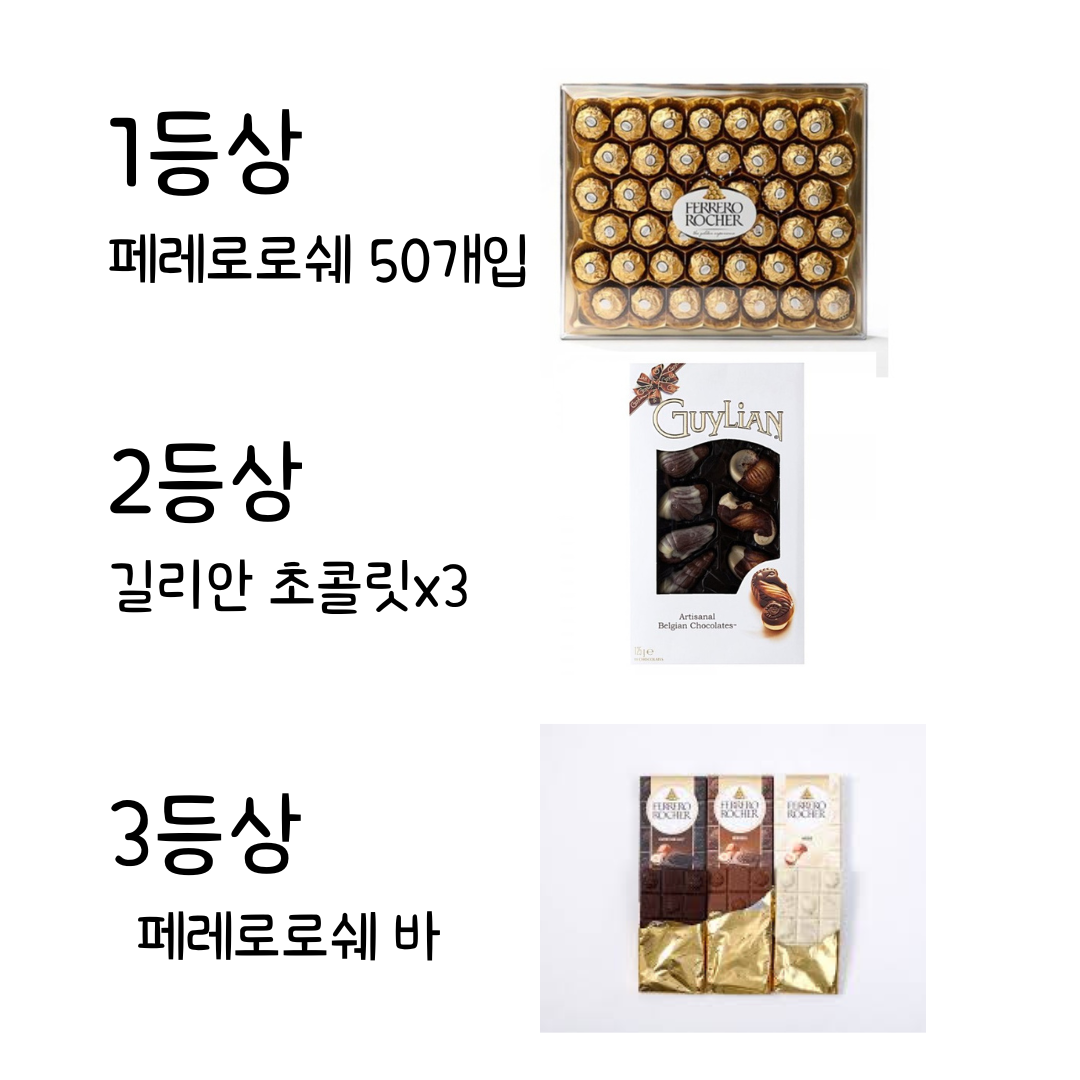 1등상
페레로로쉐 50개입
FERRERO
ROCHER
2등상
길리안 초콜릿x3
GUYLIAN
Artisanal
Belgian Chocolates
3등상
페레로로쉐 바
FERRERO
ROCHER
FERRERO
ROCHER
FERRERO
ROCHER